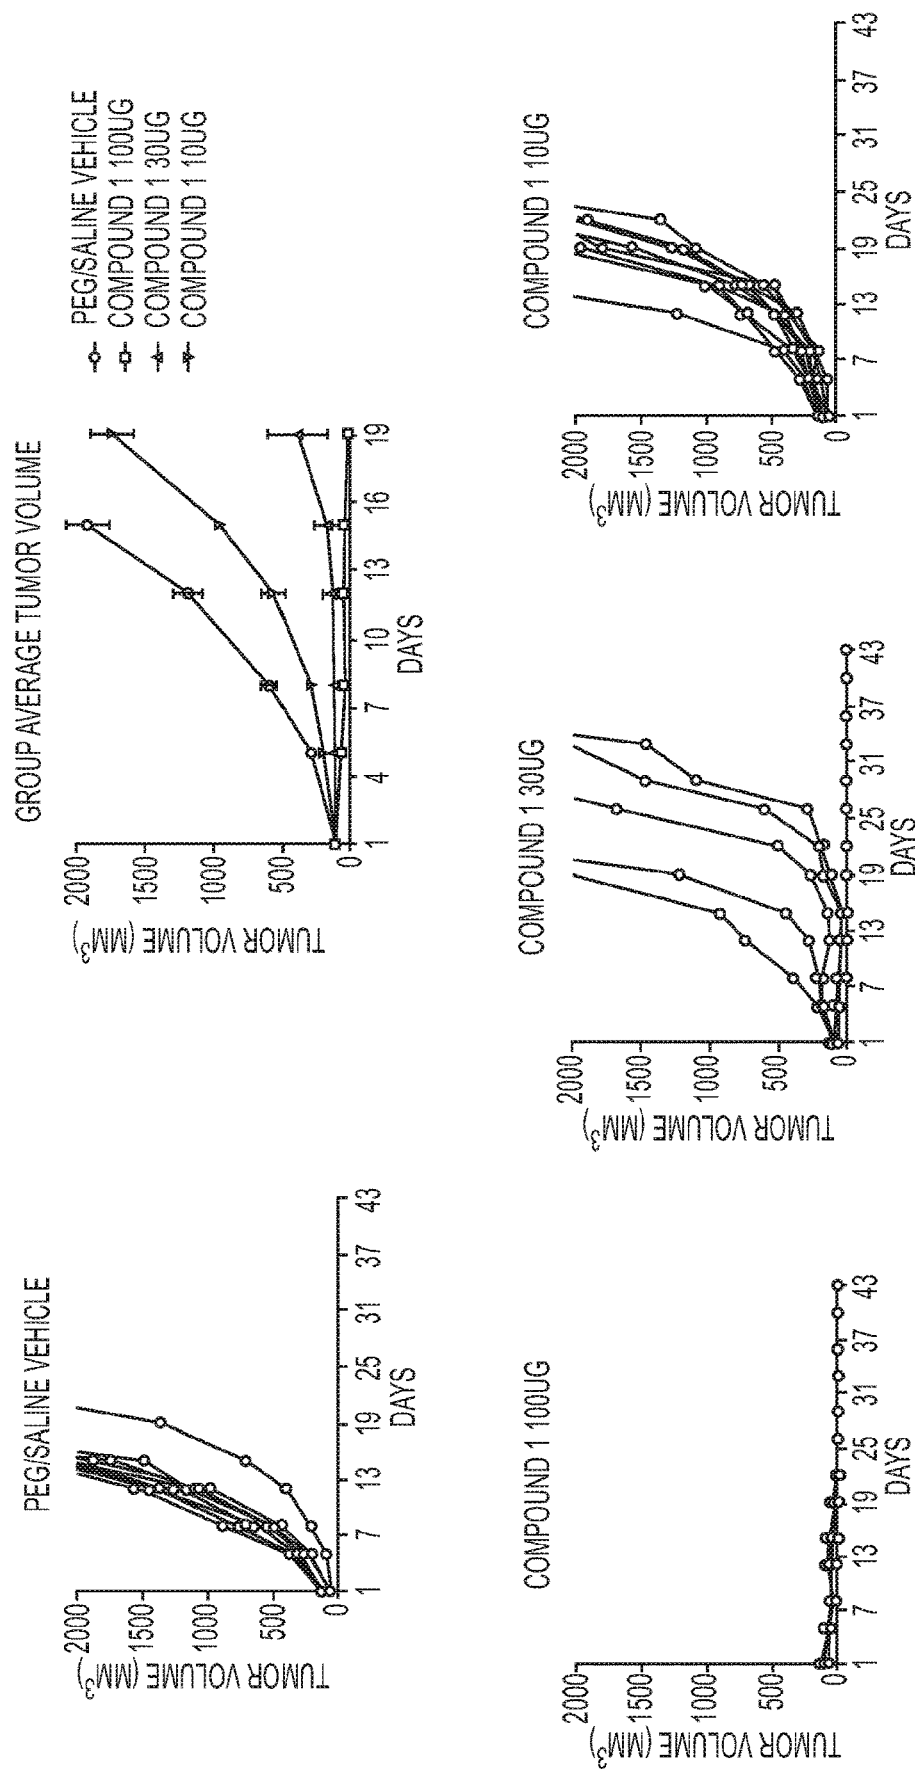 PEG/SALINE VEHICLE
TUMOR VOLUME (MM³)
2000
1500
1000
500
0
1 7 13 19 25 31 37 43
DAYS
GROUP AVERAGE TUMOR VOLUME
TUMOR VOLUME (MM³)
2000
1500
1000
500
0
1 4 7 10 13 16 19
DAYS
PEG/SALINE VEHICLE
COMPOUND 1 100UG
COMPOUND 1 30UG
COMPOUND 1 10UG
COMPOUND 1 100UG
TUMOR VOLUME (MM³)
2000
1500
1000
500
0
1 7 13 19 25 31 37 43
DAYS
COMPOUND 1 30UG
TUMOR VOLUME (MM³)
2000
1500
1000
500
0
1 7 13 19 25 31 37 43
DAYS
COMPOUND 1 10UG
TUMOR VOLUME (MM³)
2000
1500
1000
500
0
1 7 13 19 25 31 37 43
DAYS